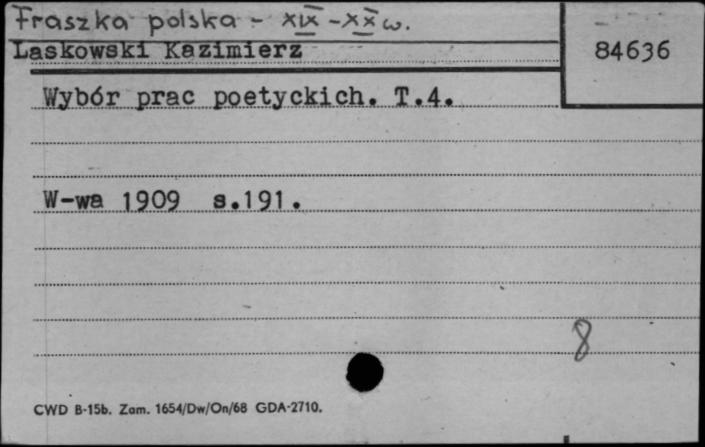 Fraszka polska - XIX - XX w.
Laskowski Kazimierz
84636
Wybór prac poetyckich. T.4.
W-wa 1909 s.191.
8
CWD B-15b. Zam. 1654/Dw/On/68 GDA-2710.